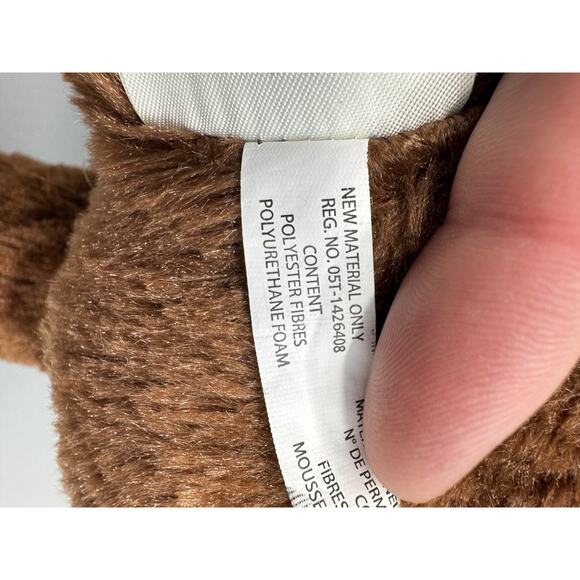 NEW MATERIAL ONLY
REG. NO. 05T-1426408
CONTENT
POLYESTER FIBRES
POLYURETHANE FOAM
N° DE PERM
FIBRES
MOUSSE